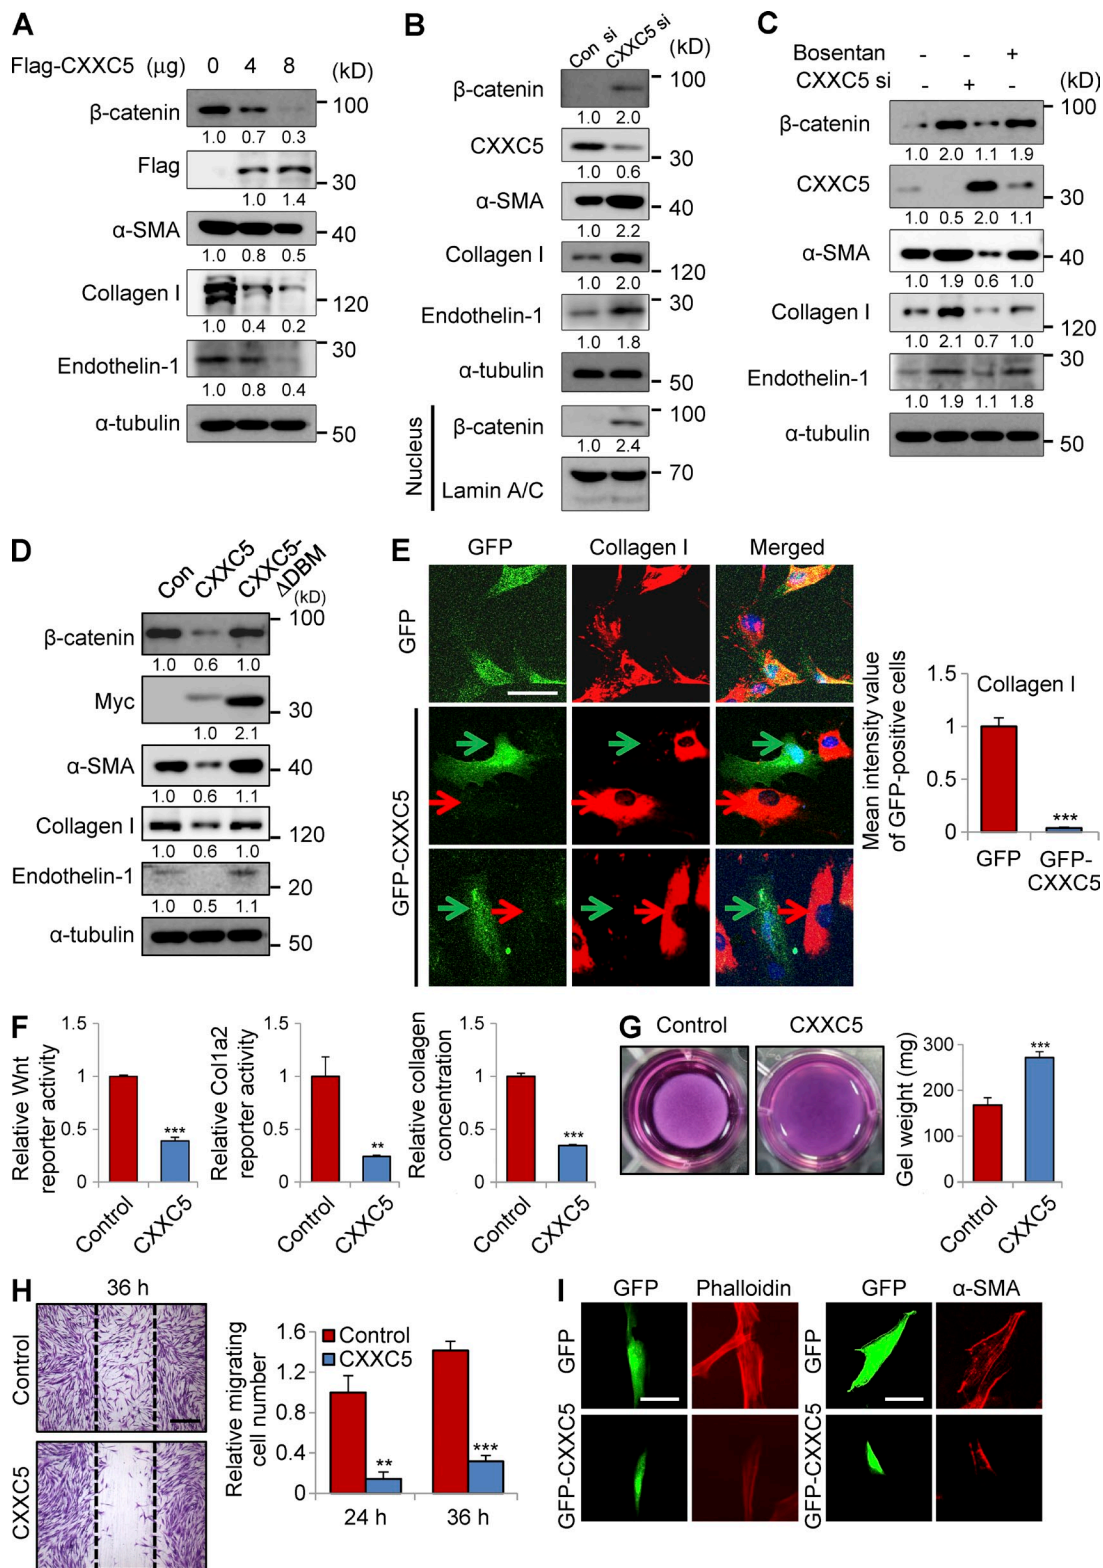 A
Flag-CXXC5 (μg) 0 4 8 (kD)
β-catenin 100
1.0 0.7 0.3
Flag 30
1.0 1.4
α-SMA 40
1.0 0.8 0.5
Collagen I 120
1.0 0.4 0.2
Endothelin-1 30
1.0 0.8 0.4
α-tubulin 50
B
Con si CXXC5 si (kD)
β-catenin 100
1.0 2.0
CXXC5 30
1.0 0.6
α-SMA 40
1.0 2.2
Collagen I 120
1.0 2.0
Endothelin-1 30
1.0 1.8
α-tubulin 50
Nucleus
β-catenin 100
1.0 2.4
Lamin A/C 70
C
Bosentan - - +
CXXC5 si - + - (kD)
β-catenin 100
1.0 2.0 1.1 1.9
CXXC5 30
1.0 0.5 2.0 1.1
α-SMA 40
1.0 1.9 0.6 1.0
Collagen I 120
1.0 2.1 0.7 1.0
Endothelin-1 30
1.0 1.9 1.1 1.8
α-tubulin 50
D
Con CXXC5 CXXC5-ΔDBM
(kD)
β-catenin 100
1.0 0.6 1.0
Myc 30
1.0 2.1
α-SMA 40
1.0 0.6 1.1
Collagen I 120
1.0 0.6 1.0
Endothelin-1 20
1.0 0.5 1.1
α-tubulin 50
E
GFP Collagen I Merged
GFP
GFP-CXXC5
Mean intensity value
of GFP-positive cells
Collagen I
1.5
1
0.5
0
***
GFP GFP-
CXXC5
F
Relative Wnt
reporter activity
1.5
1
0.5
0
***
Control CXXC5
Relative Col1a2
reporter activity
1.5
1
0.5
0
**
Control CXXC5
Relative collagen
concentration
1.5
1
0.5
0
***
Control CXXC5
G
Control CXXC5
Gel weight (mg)
300
200
100
0
***
Control CXXC5
H
36 h
Control
CXXC5
Relative migrating
cell number
1.6
1.2
0.8
0.4
0
Control
CXXC5
** ***
24 h 36 h
I
GFP Phalloidin GFP α-SMA
GFP GFP
GFP-CXXC5 GFP-CXXC5